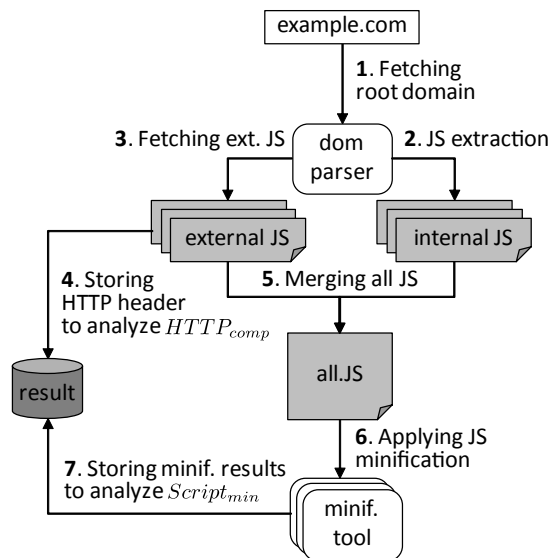 example.com
1. Fetching
root domain
3. Fetching ext. JS
dom
parser
2. JS extraction
external JS
internal JS
4. Storing
HTTP header
to analyze HTTP_comp
5. Merging all JS
all.JS
result
6. Applying JS
minification
7. Storing minif. results
to analyze Script_min
minif.
tool